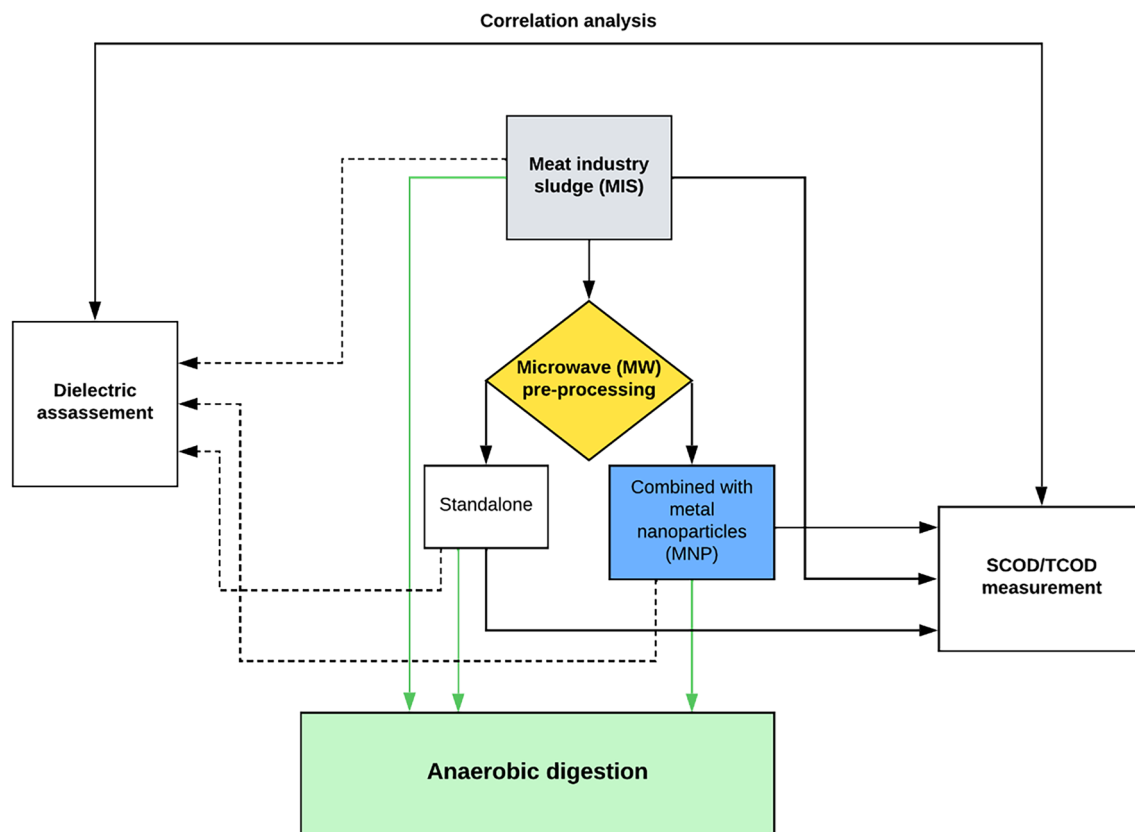 Correlation analysis
Meat industry
sludge (MIS)
Microwave (MW)
pre-processing
Dielectric
assassement
Standalone
Combined with
metal
nanoparticles
(MNP)
SCOD/TCOD
measurement
Anaerobic digestion